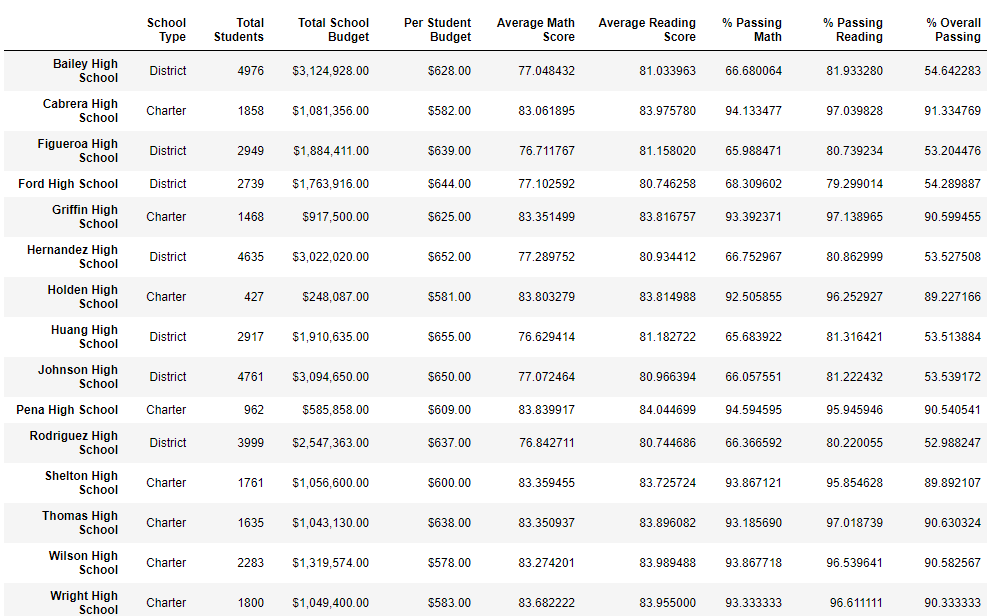 School Type Total Students Total School Budget Per Student Budget Average Math Score Average Reading Score % Passing Math % Passing Reading % Overall Passing
Bailey High School District 4976 $3,124,928.00 $628.00 77.048432 81.033963 66.680064 81.933280 54.642283
Cabrera High School Charter 1858 $1,081,356.00 $582.00 83.061895 83.975780 94.133477 97.039828 91.334769
Figueroa High School District 2949 $1,884,411.00 $639.00 76.711767 81.158020 65.988471 80.739234 53.204476
Ford High School District 2739 $1,763,916.00 $644.00 77.102592 80.746258 68.309602 79.299014 54.289887
Griffin High School Charter 1468 $917,500.00 $625.00 83.351499 83.816757 93.392371 97.138965 90.599455
Hernandez High School District 4635 $3,022,020.00 $652.00 77.289752 80.934412 66.752967 80.862999 53.527508
Holden High School Charter 427 $248,087.00 $581.00 83.803279 83.814988 92.505855 96.252927 89.227166
Huang High School District 2917 $1,910,635.00 $655.00 76.629414 81.182722 65.683922 81.316421 53.513884
Johnson High School District 4761 $3,094,650.00 $650.00 77.072464 80.966394 66.057551 81.222432 53.539172
Pena High School Charter 962 $585,858.00 $609.00 83.839917 84.044699 94.594595 95.945946 90.540541
Rodriguez High School District 3999 $2,547,363.00 $637.00 76.842711 80.744686 66.366592 80.220055 52.988247
Shelton High School Charter 1761 $1,056,600.00 $600.00 83.359455 83.725724 93.867121 95.854628 89.892107
Thomas High School Charter 1635 $1,043,130.00 $638.00 83.350937 83.896082 93.185690 97.018739 90.630324
Wilson High School Charter 2283 $1,319,574.00 $578.00 83.274201 83.989488 93.867718 96.539641 90.582567
Wright High School Charter 1800 $1,049,400.00 $583.00 83.682222 83.955000 93.333333 96.611111 90.333333